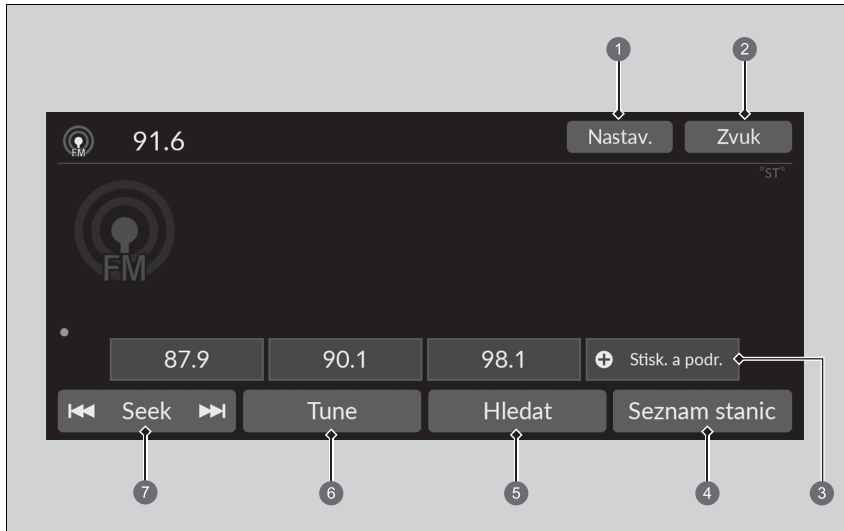 1 2
91.6 Nastav. Zvuk
FM
ST
FM
87.9 90.1 98.1 Stisk. a podr.
Seek Tune Hledat Seznam stanic
7 6 5 4 3